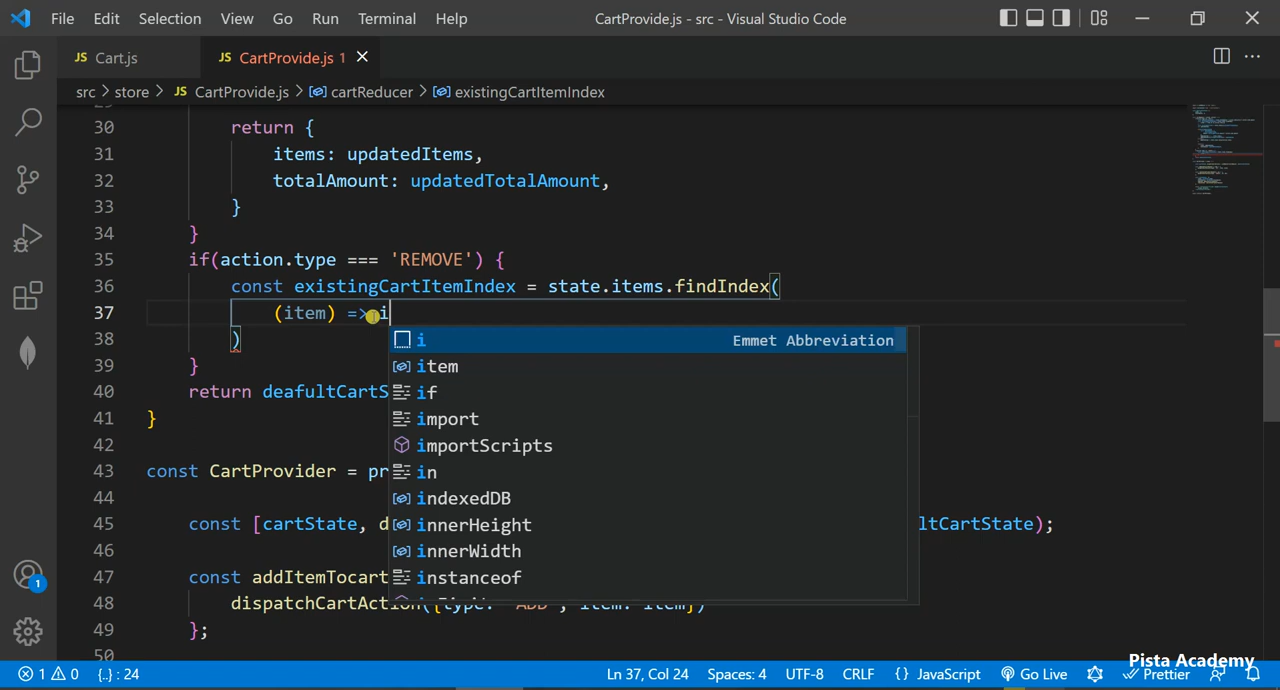 File Edit Selection View Go Run Terminal Help CartProvide.js - src - Visual Studio Code
JS Cart.js JS CartProvide.js 1
src > store > JS CartProvide.js > cartReducer > existingCartItemIndex
30 return {
31 items: updatedItems,
32 totalAmount: updatedTotalAmount,
33 }
34 }
35 if(action.type === 'REMOVE') {
36 const existingCartItemIndex = state.items.findIndex(
37 (item) => i
i Emmet Abbreviation
38 )
item
39 }
if
40 return deafultCartS
import
41 }
importScripts
42
in
43 const CartProvider = pr
indexedDB
44
innerHeight
45 const [cartState, d ltCartState);
innerWidth
46
instanceof
47 const addItemTocart
48 dispatchCartAction({type: 'ADD', item: item})
49 };
50
Pista Academy
1
1 0 {..} : 24 Ln 37, Col 24 Spaces: 4 UTF-8 CRLF {} JavaScript Go Live Prettier